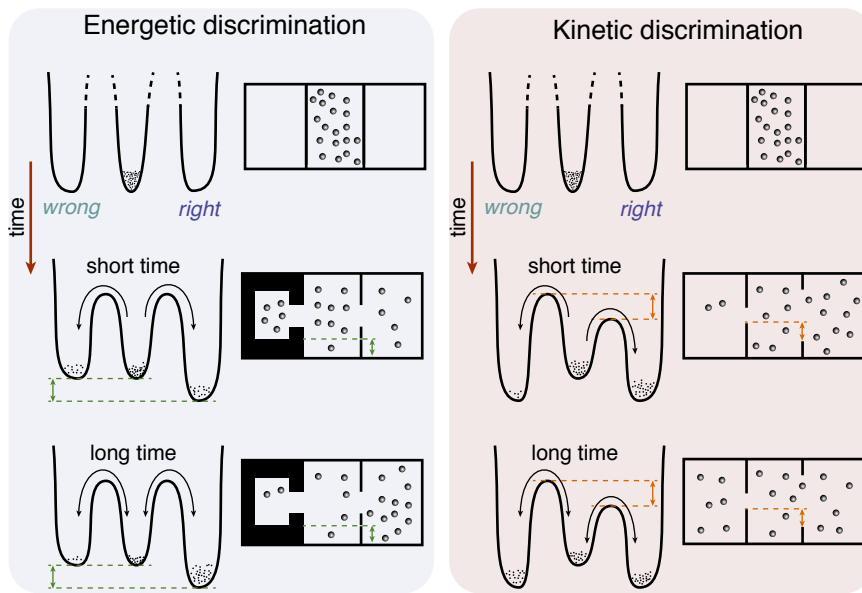 Energetic discrimination
wrong
right
time
short time
long time
Kinetic discrimination
wrong
right
time
short time
long time